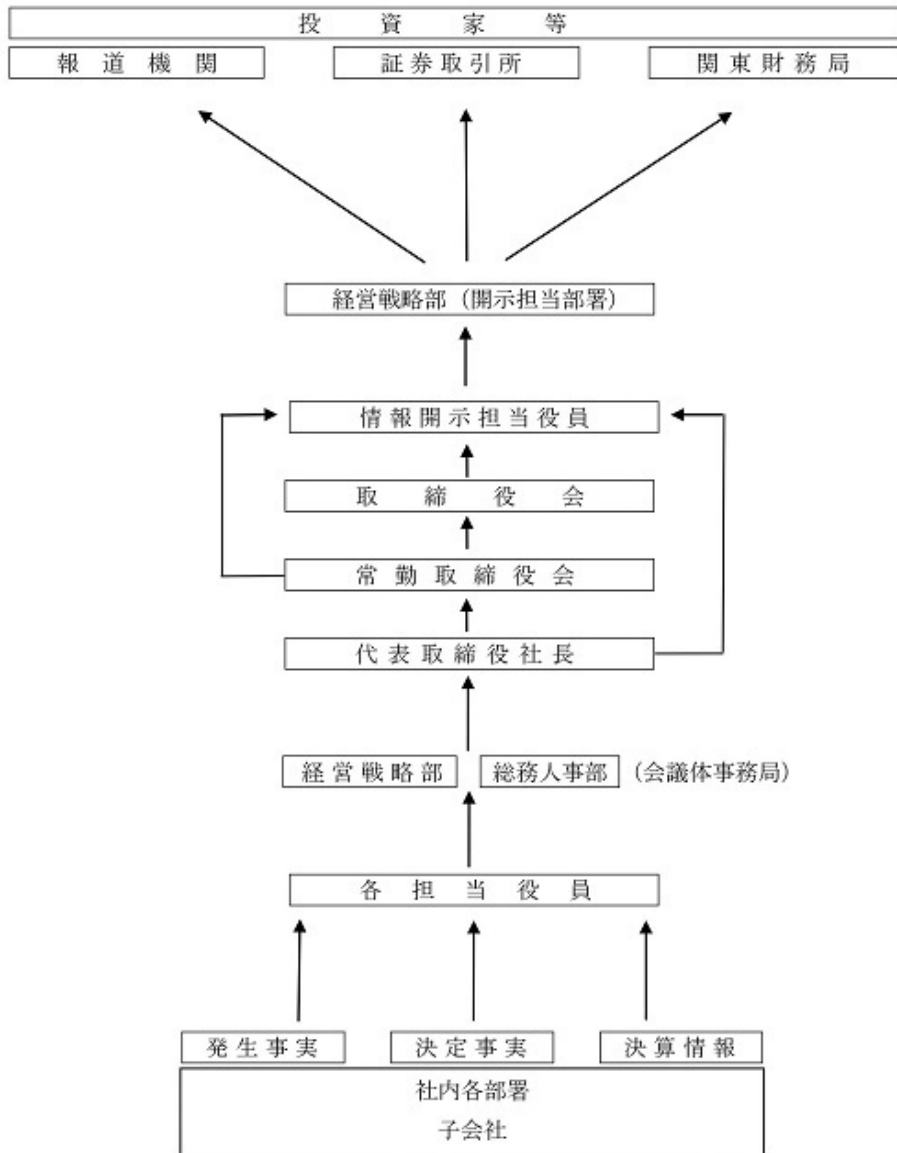 投資家等
報道機関
証券取引所
関東財務局
経営戦略部（開示担当部署）
情報開示担当役員
取締役会
常勤取締役会
代表取締役社長
経営戦略部
総務人事部
（会議体事務局）
各担当役員
発生事実
決定事実
決算情報
社内各部署
子会社